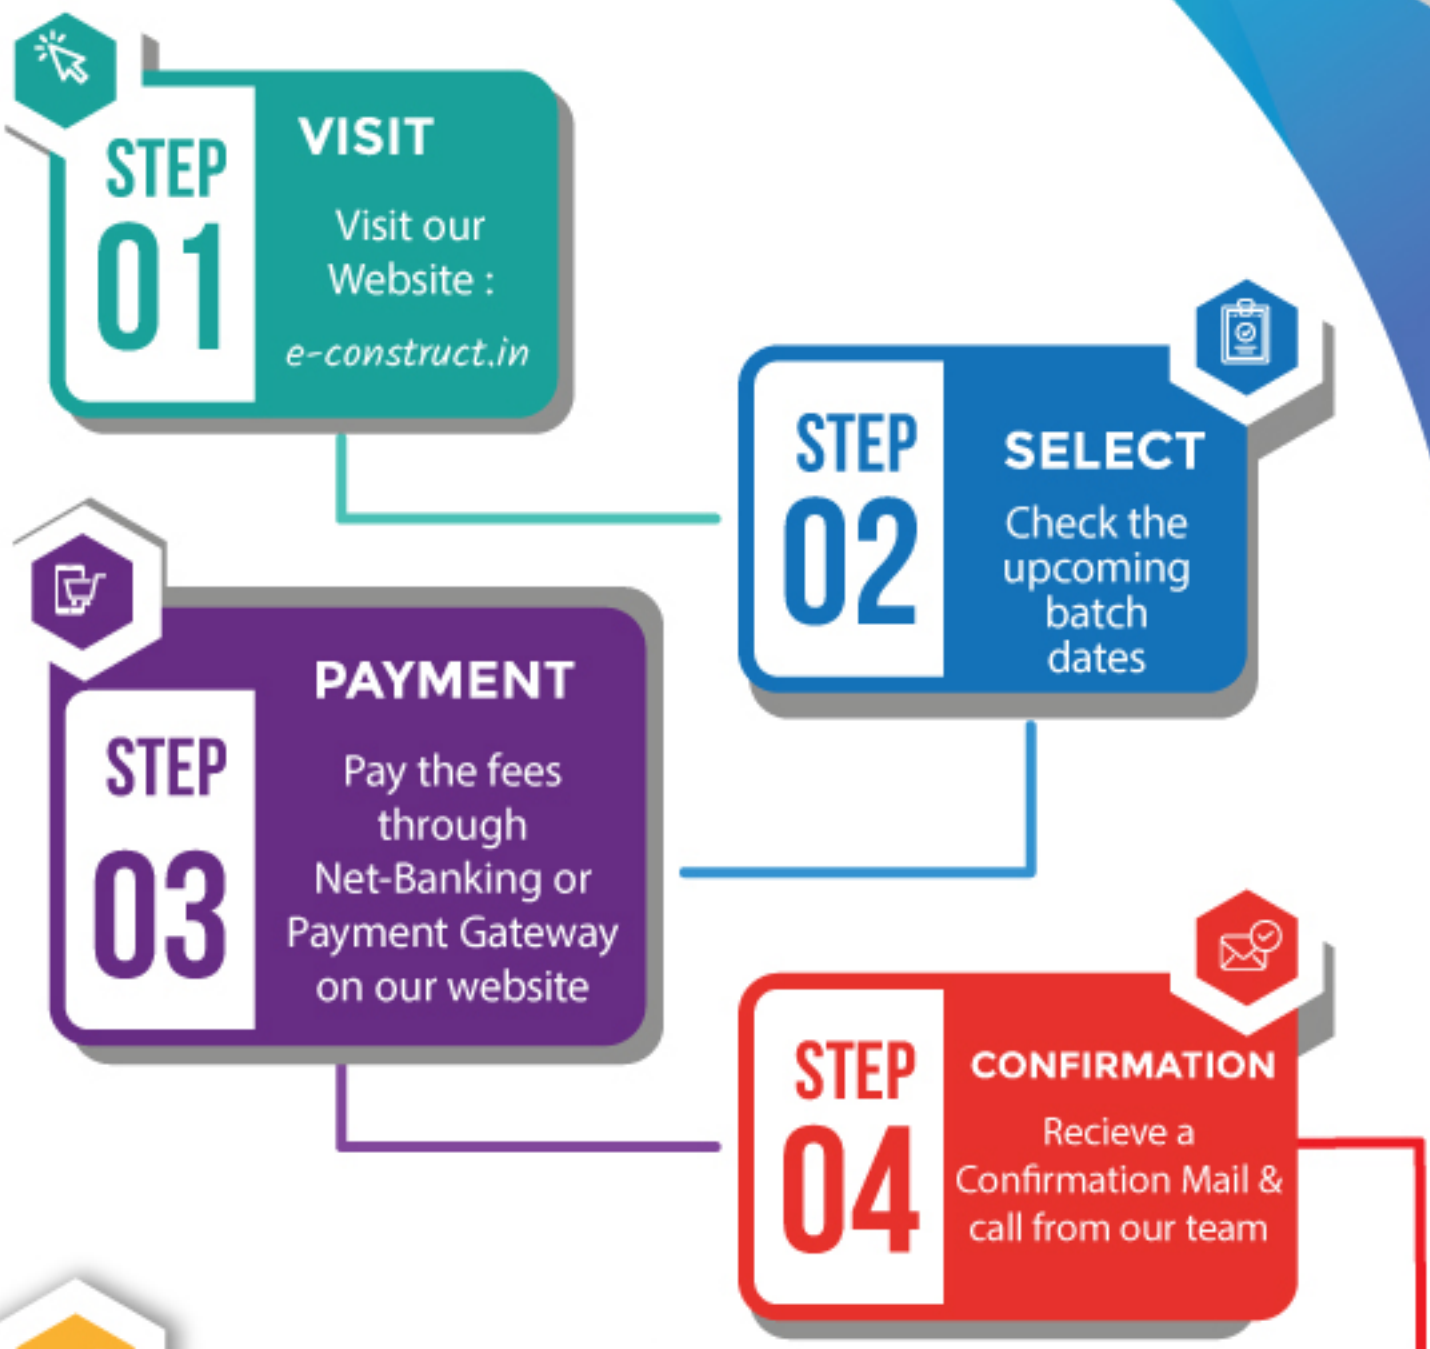 STEP
01
VISIT
Visit our
Website :
e-construct.in
STEP
02
SELECT
Check the
upcoming
batch
dates
STEP
03
PAYMENT
Pay the fees
through
Net-Banking or
Payment Gateway
on our website
STEP
04
CONFIRMATION
Recieve a
Confirmation Mail &
call from our team